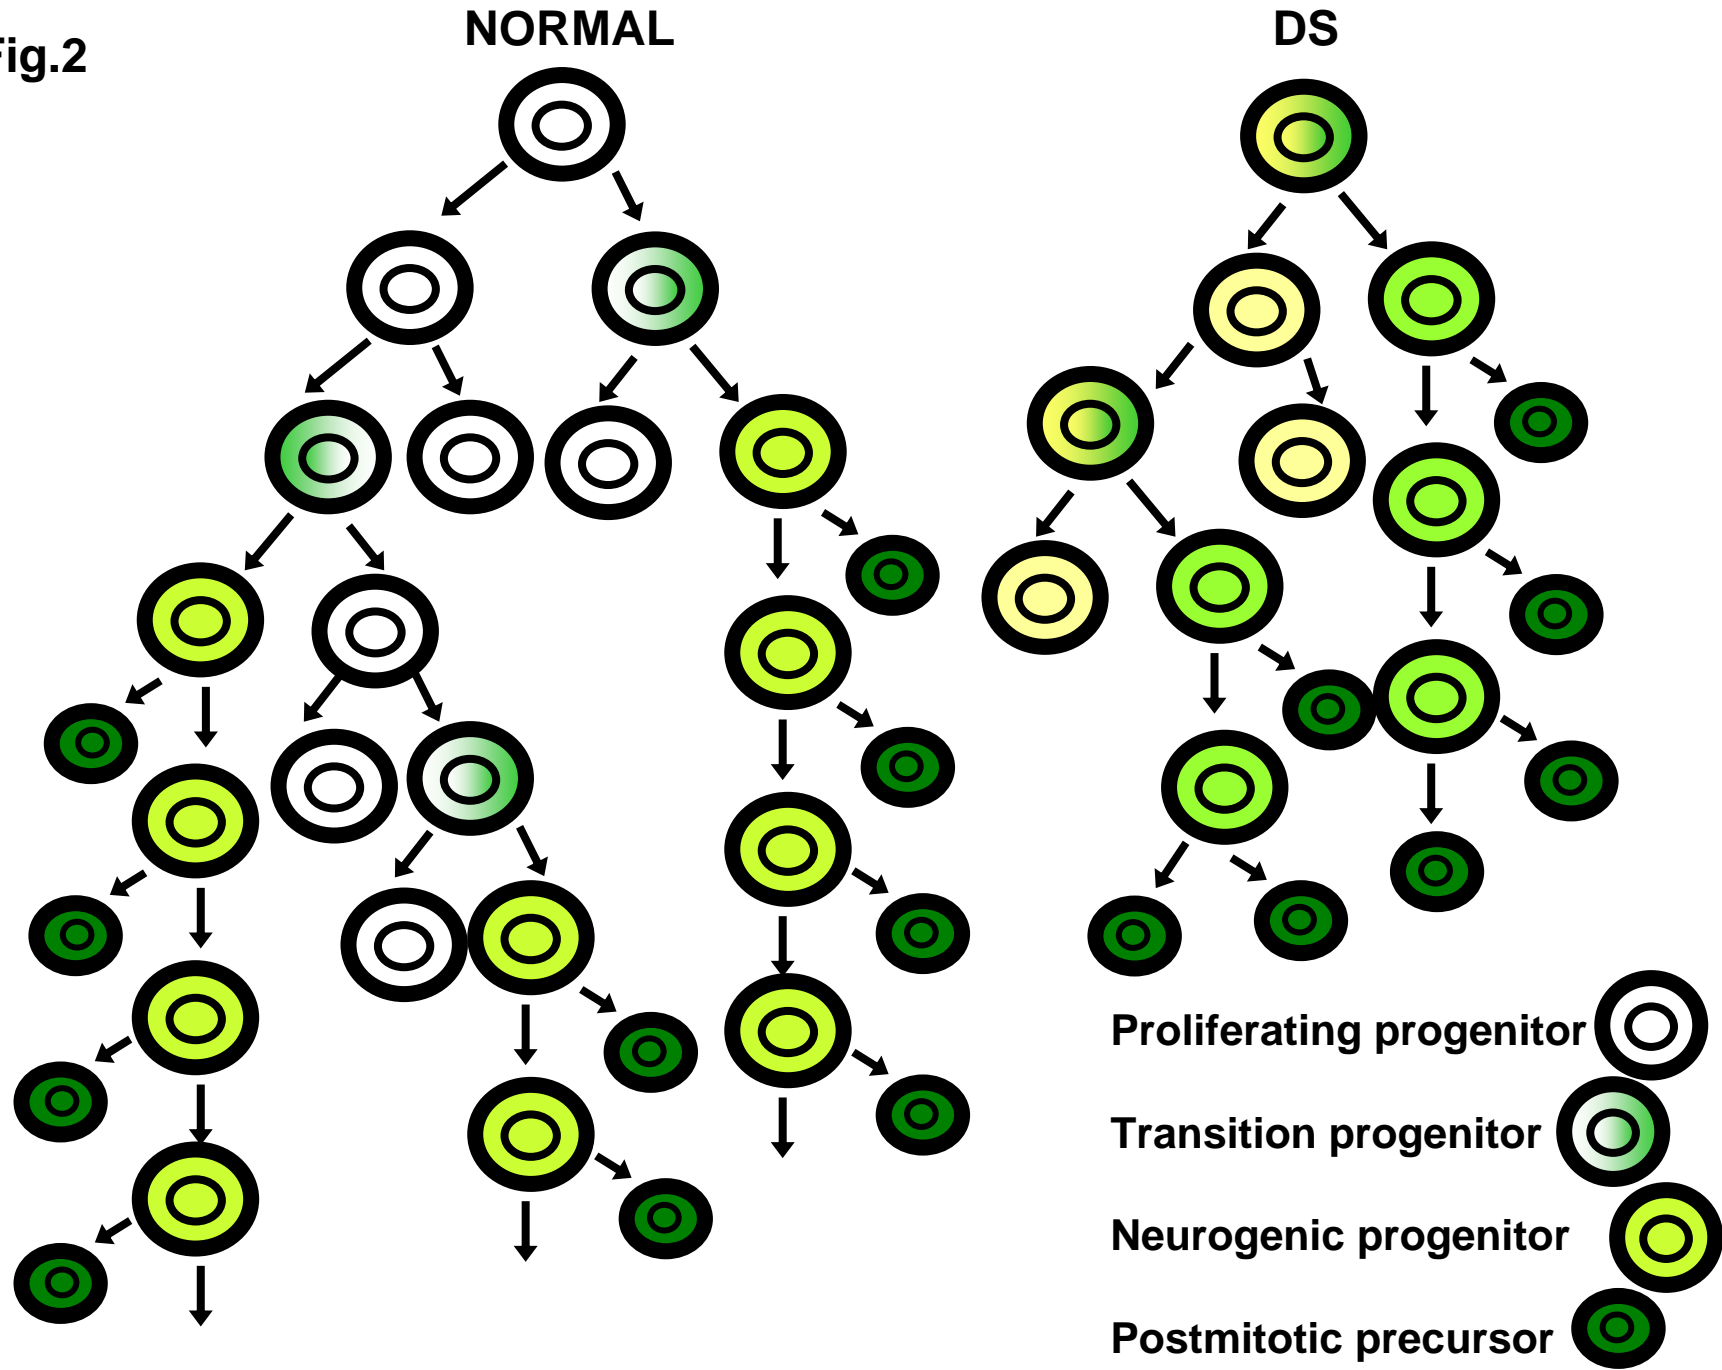 Fig.2
NORMAL
DS
Proliferating progenitor
Transition progenitor
Neurogenic progenitor
Postmitotic precursor